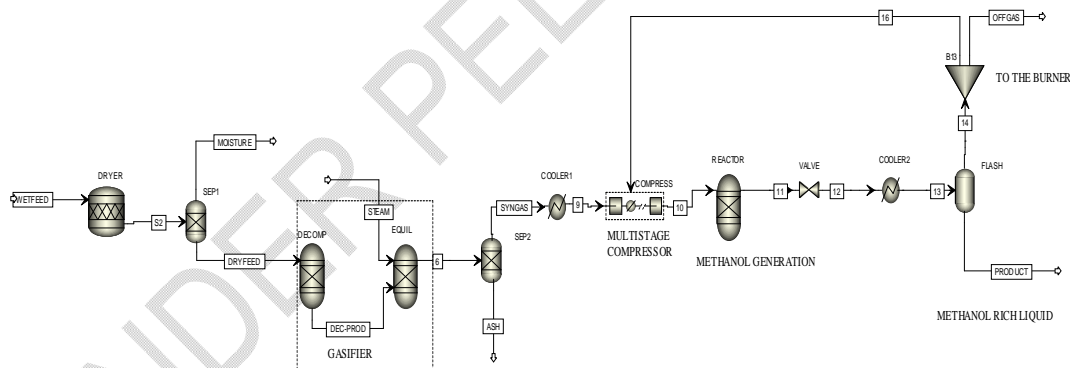 16
OFFGAS
B13
TO THE BURNER
14
MOISTURE
DRYER
SEP1
WETFEED
S2
DRYFEED
STEAM
DECOMP
EQUIL
DEC-PROD
GASIFIER
6
SYNGAS
SEP2
ASH
COOLER1
9
COMPRESS
10
MULTISTAGE
COMPRESSOR
REACTOR
METHANOL GENERATION
11
VALVE
12
COOLER2
13
FLASH
PRODUCT
METHANOL RICH LIQUID
UNDER PEE